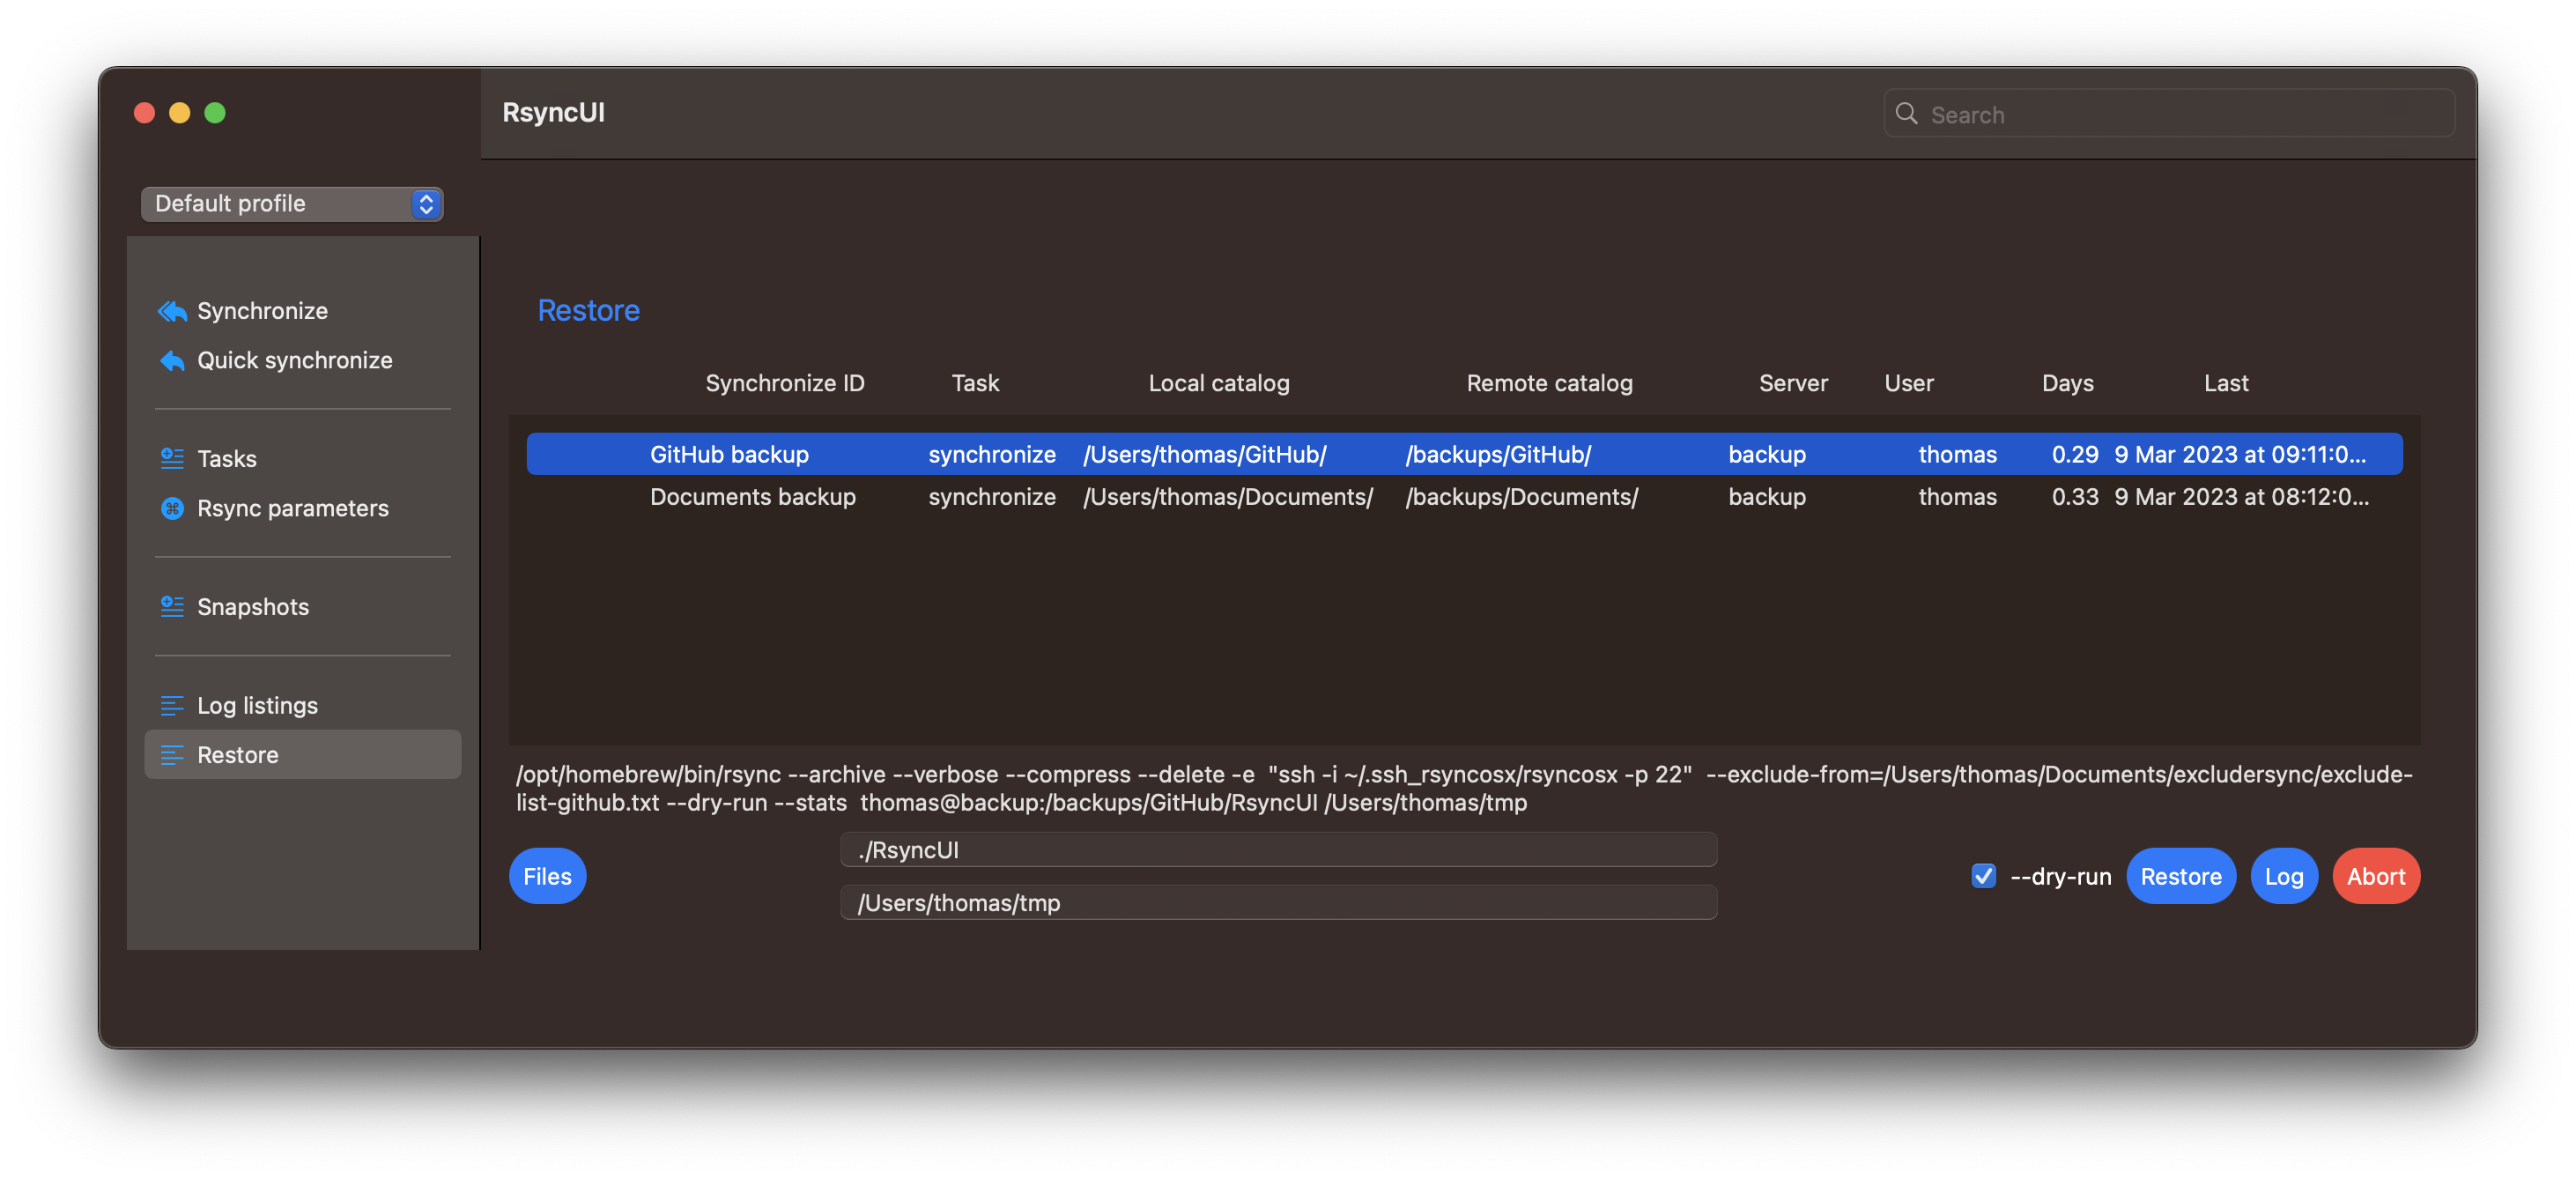 RsyncUI
Search
Default profile
Synchronize
Quick synchronize
Tasks
Rsync parameters
Snapshots
Log listings
Restore
Restore
Synchronize ID Task Local catalog Remote catalog Server User Days Last
GitHub backup synchronize /Users/thomas/GitHub/ /backups/GitHub/ backup thomas 0.29 9 Mar 2023 at 09:11:0...
Documents backup synchronize /Users/thomas/Documents/ /backups/Documents/ backup thomas 0.33 9 Mar 2023 at 08:12:0...
/opt/homebrew/bin/rsync --archive --verbose --compress --delete -e "ssh -i ~/.ssh_rsyncosx/rsyncosx -p 22" --exclude-from=/Users/thomas/Documents/excludersync/exclude-
list-github.txt --dry-run --stats thomas@backup:/backups/GitHub/RsyncUI /Users/thomas/tmp
./RsyncUI
Files --dry-run Restore Log Abort
/Users/thomas/tmp